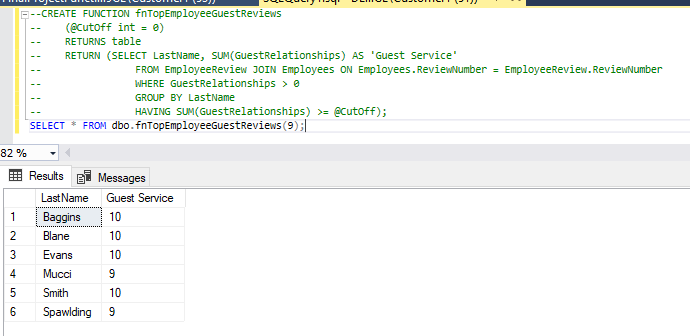 --CREATE FUNCTION fnTopEmployeeGuestReviews
-- (@CutOff int = 0)
-- RETURNS table
-- RETURN (SELECT LastName, SUM(GuestRelationships) AS 'Guest Service'
-- FROM EmployeeReview JOIN Employees ON Employees.ReviewNumber = EmployeeReview.ReviewNumber
-- WHERE GuestRelationships > 0
-- GROUP BY LastName
-- HAVING SUM(GuestRelationships) >= @CutOff);
SELECT * FROM dbo.fnTopEmployeeGuestReviews(9);
82 %
Results Messages
LastName Guest Service
1 Baggins 10
2 Blane 10
3 Evans 10
4 Mucci 9
5 Smith 10
6 Spawlding 9